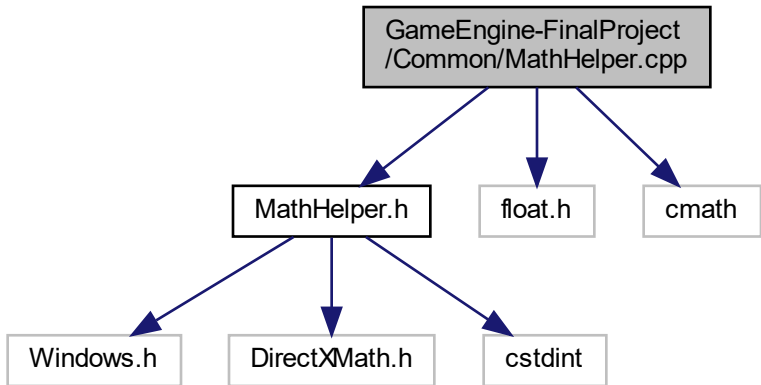 GameEngine-FinalProject
/Common/MathHelper.cpp
MathHelper.h
float.h
cmath
Windows.h
DirectXMath.h
cstdint